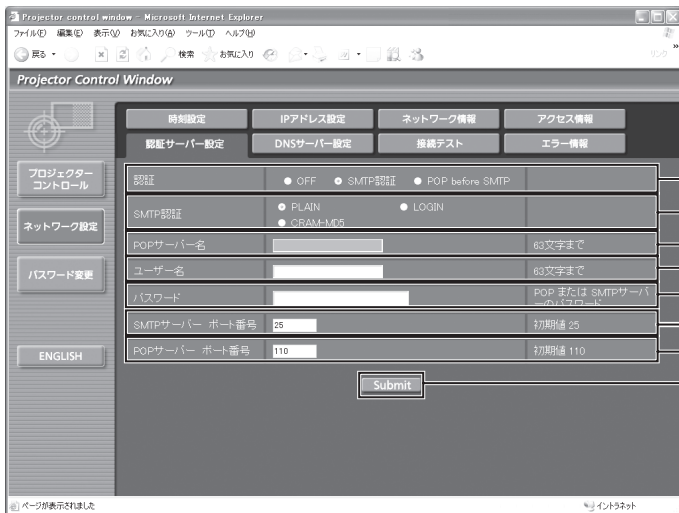 Projector control window - Microsoft Internet Explorer
ファイル(F) 編集(E) 表示(V) お気に入り(A) ツール(T) ヘルプ(H)
戻る 検索 お気に入り リンク »
Projector Control Window
時刻設定 IPアドレス設定 ネットワーク情報 アクセス情報
認証サーバー設定 DNSサーバー設定 接続テスト エラー情報
プロジェクター
コントロール
ネットワーク設定
パスワード変更
ENGLISH
認証 OFF SMTP認証 POP before SMTP
SMTP認証 PLAIN LOGIN
CRAM-MD5
POPサーバー名 63文字まで
ユーザー名 63文字まで
パスワード POP または SMTPサーバ
ーのパスワード
SMTPサーバー ポート番号 25 初期値 25
POPサーバー ポート番号 110 初期値 110
Submit
ページが表示されました イントラネット